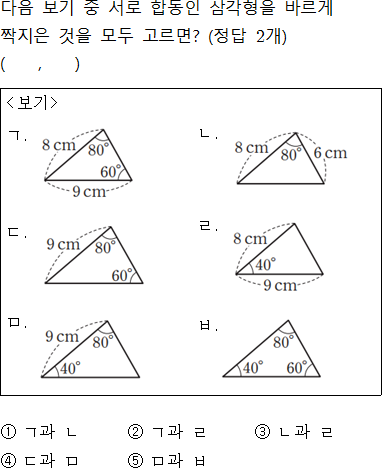 다음 보기 중 서로 합동인 삼각형을 바르게
짝지은 것을 모두 고르면? (정답 2개)
( , )
<보기>
ㄱ. 8 cm 80° 60° 9 cm
ㄴ. 8 cm 80° 6 cm
ㄷ. 9 cm 80° 60°
ㄹ. 8 cm 40° 9 cm
ㅁ. 9 cm 80° 40°
ㅂ. 80° 40° 60°
① ㄱ과 ㄴ ② ㄱ과 ㄹ ③ ㄴ과 ㄹ
④ ㄷ과 ㅁ ⑤ ㅁ과 ㅂ